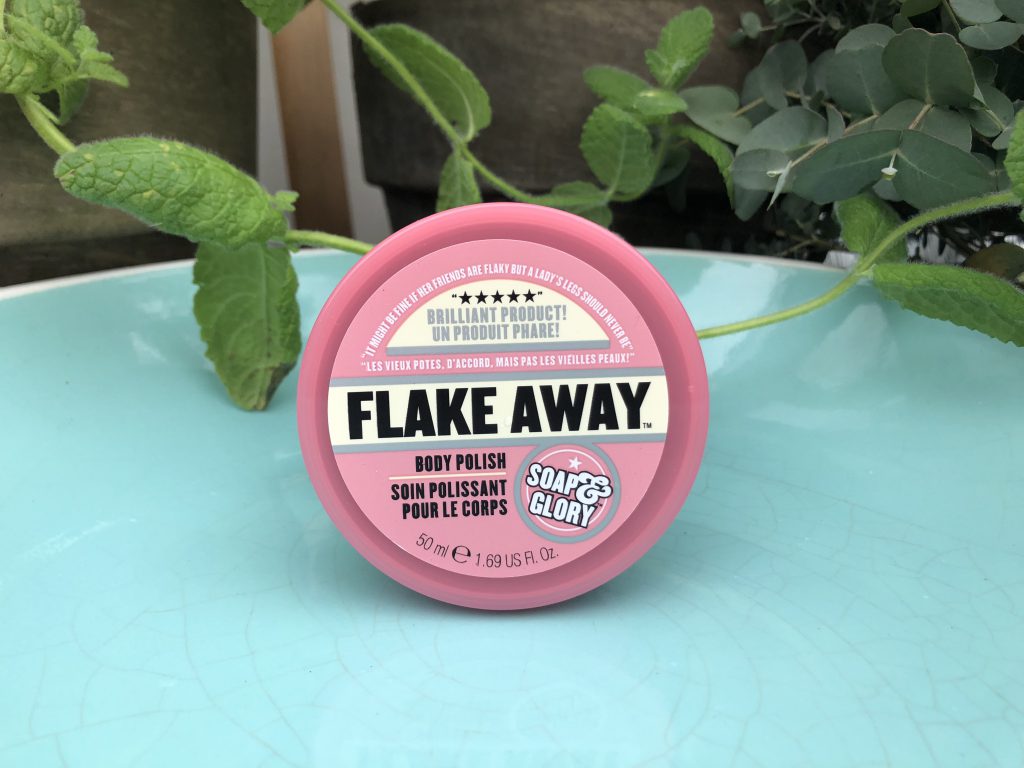 "IT MIGHT BE FINE IF HER FRIENDS ARE FLAKY BUT A LADY'S LEGS SHOULD NEVER BE"
"★★★★★"
BRILLIANT PRODUCT!
UN PRODUIT PHARE!
"LES VIEUX POTES, D'ACCORD, MAIS PAS LES VIEILLES PEAUX!"
FLAKE AWAY™
BODY POLISH
SOIN POLISSANT
POUR LE CORPS
SOAP &
GLORY™
50 ml ℮ 1.69 US Fl. Oz.